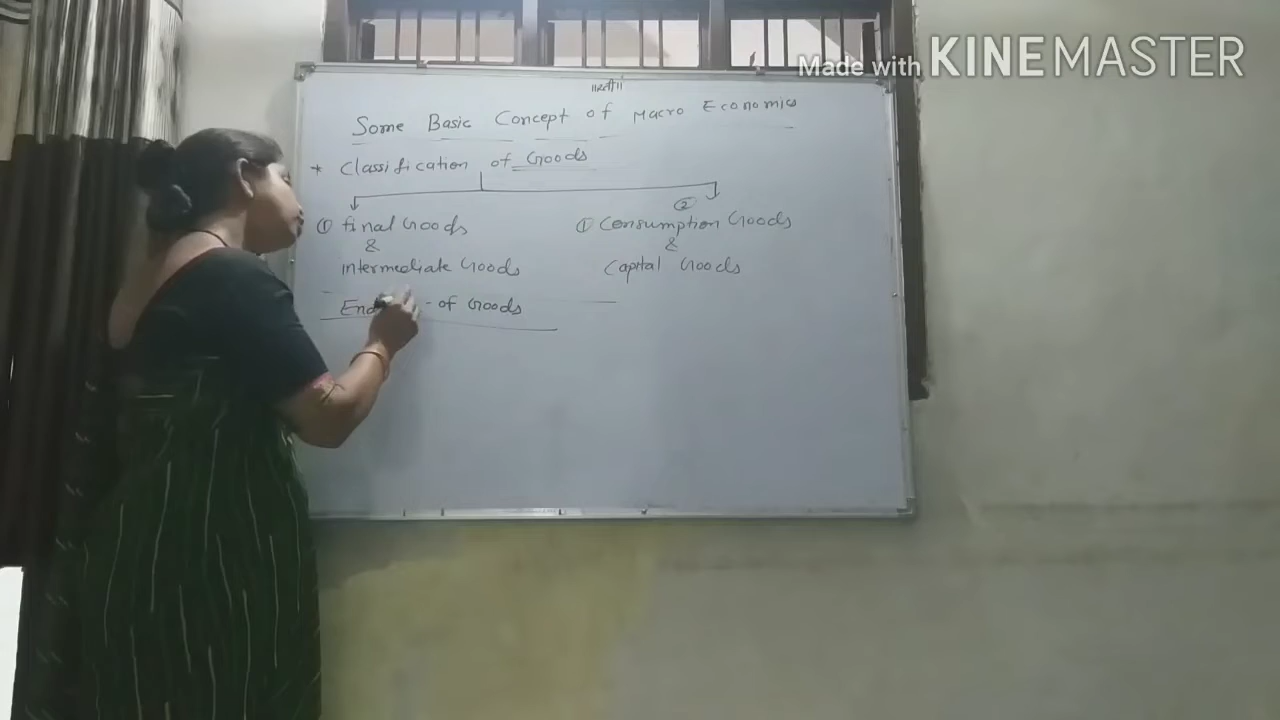 Made with KINEMASTER
Some Basic Concept of Macro Economics
* Classification of Goods
②
① final Goods ① Consumption Goods
& &
Intermediate Goods Capital Goods
of Goods